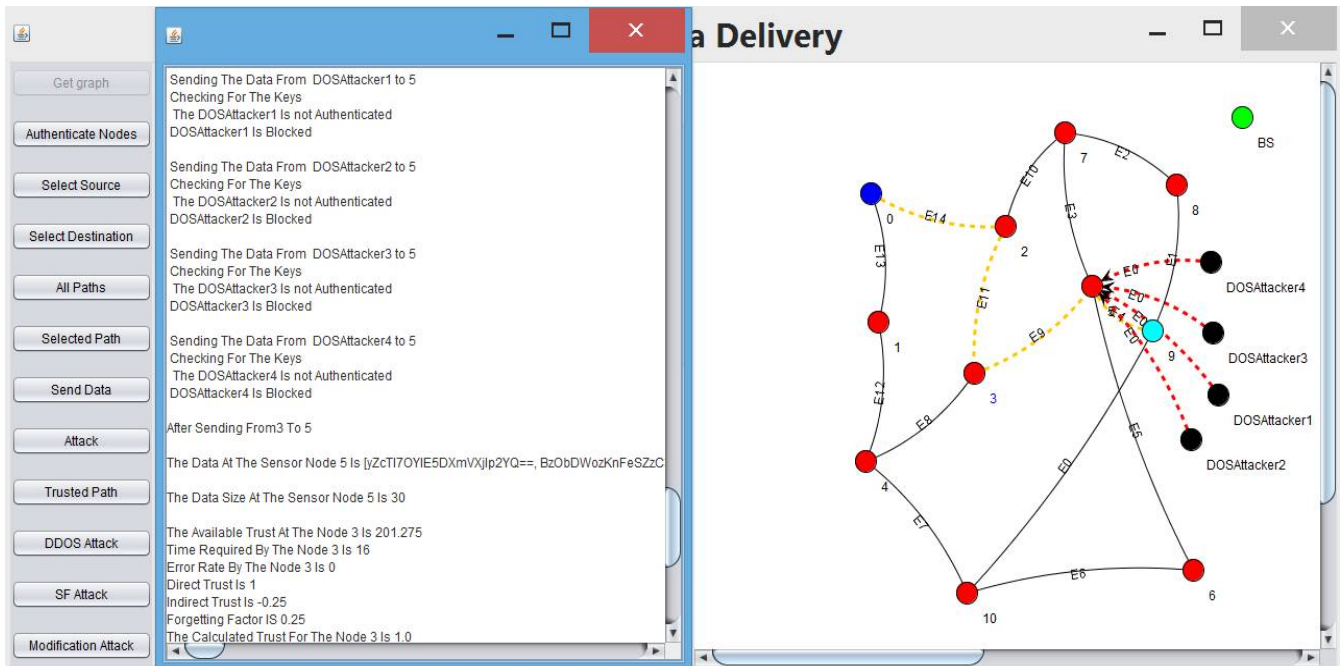 a Delivery
Get graph
Authenticate Nodes
Select Source
Select Destination
All Paths
Selected Path
Send Data
Attack
Trusted Path
DDOS Attack
SF Attack
Modification Attack
Sending The Data From  DOSAttacker1 to 5
Checking For The Keys
The DOSAttacker1 Is not Authenticated
DOSAttacker1 Is Blocked
Sending The Data From  DOSAttacker2 to 5
Checking For The Keys
The DOSAttacker2 Is not Authenticated
DOSAttacker2 Is Blocked
Sending The Data From  DOSAttacker3 to 5
Checking For The Keys
The DOSAttacker3 Is not Authenticated
DOSAttacker3 Is Blocked
Sending The Data From  DOSAttacker4 to 5
Checking For The Keys
The DOSAttacker4 Is not Authenticated
DOSAttacker4 Is Blocked
After Sending From3 To 5
The Data At The Sensor Node 5 Is
The Data Size At The Sensor Node 5 Is 30
The Available Trust At The Node 3 Is 201.275
Time Required By The Node 3 Is 16
Error Rate By The Node 3 Is 0
Direct Trust Is 1
Indirect Trust Is -0.25
Forgetting Factor IS 0.25
The Calculated Trust For The Node 3 Is 1.0
BS
7
E2
8
E10
E3
0
E14
2
E13
E1
E0
DOSAttacker4
E0
E11
E0
E0
DOSAttacker3
E9
9
1
E12
3
DOSAttacker1
E8
E5
DOSAttacker2
E0
4
E7
E6
6
10